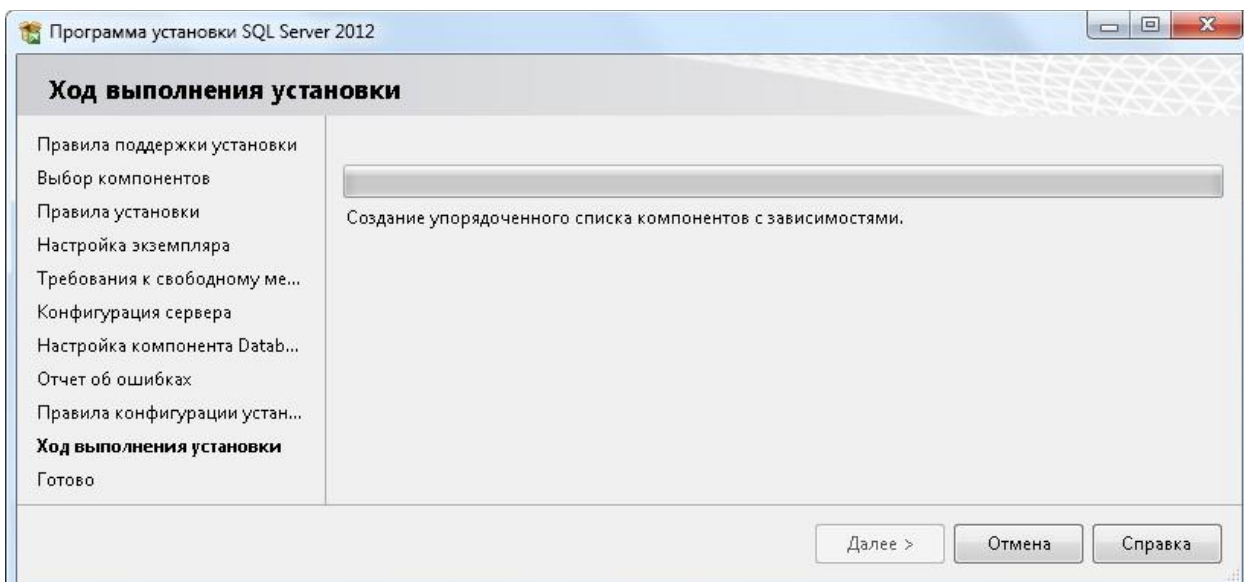 Программа установки SQL Server 2012
Ход выполнения установки
Правила поддержки установки
Выбор компонентов
Правила установки
Настройка экземпляра
Требования к свободному ме...
Конфигурация сервера
Настройка компонента Datab...
Отчет об ошибках
Правила конфигурации устан...
Ход выполнения установки
Готово
Создание упорядоченного списка компонентов с зависимостями.
Далее >
Отмена
Справка